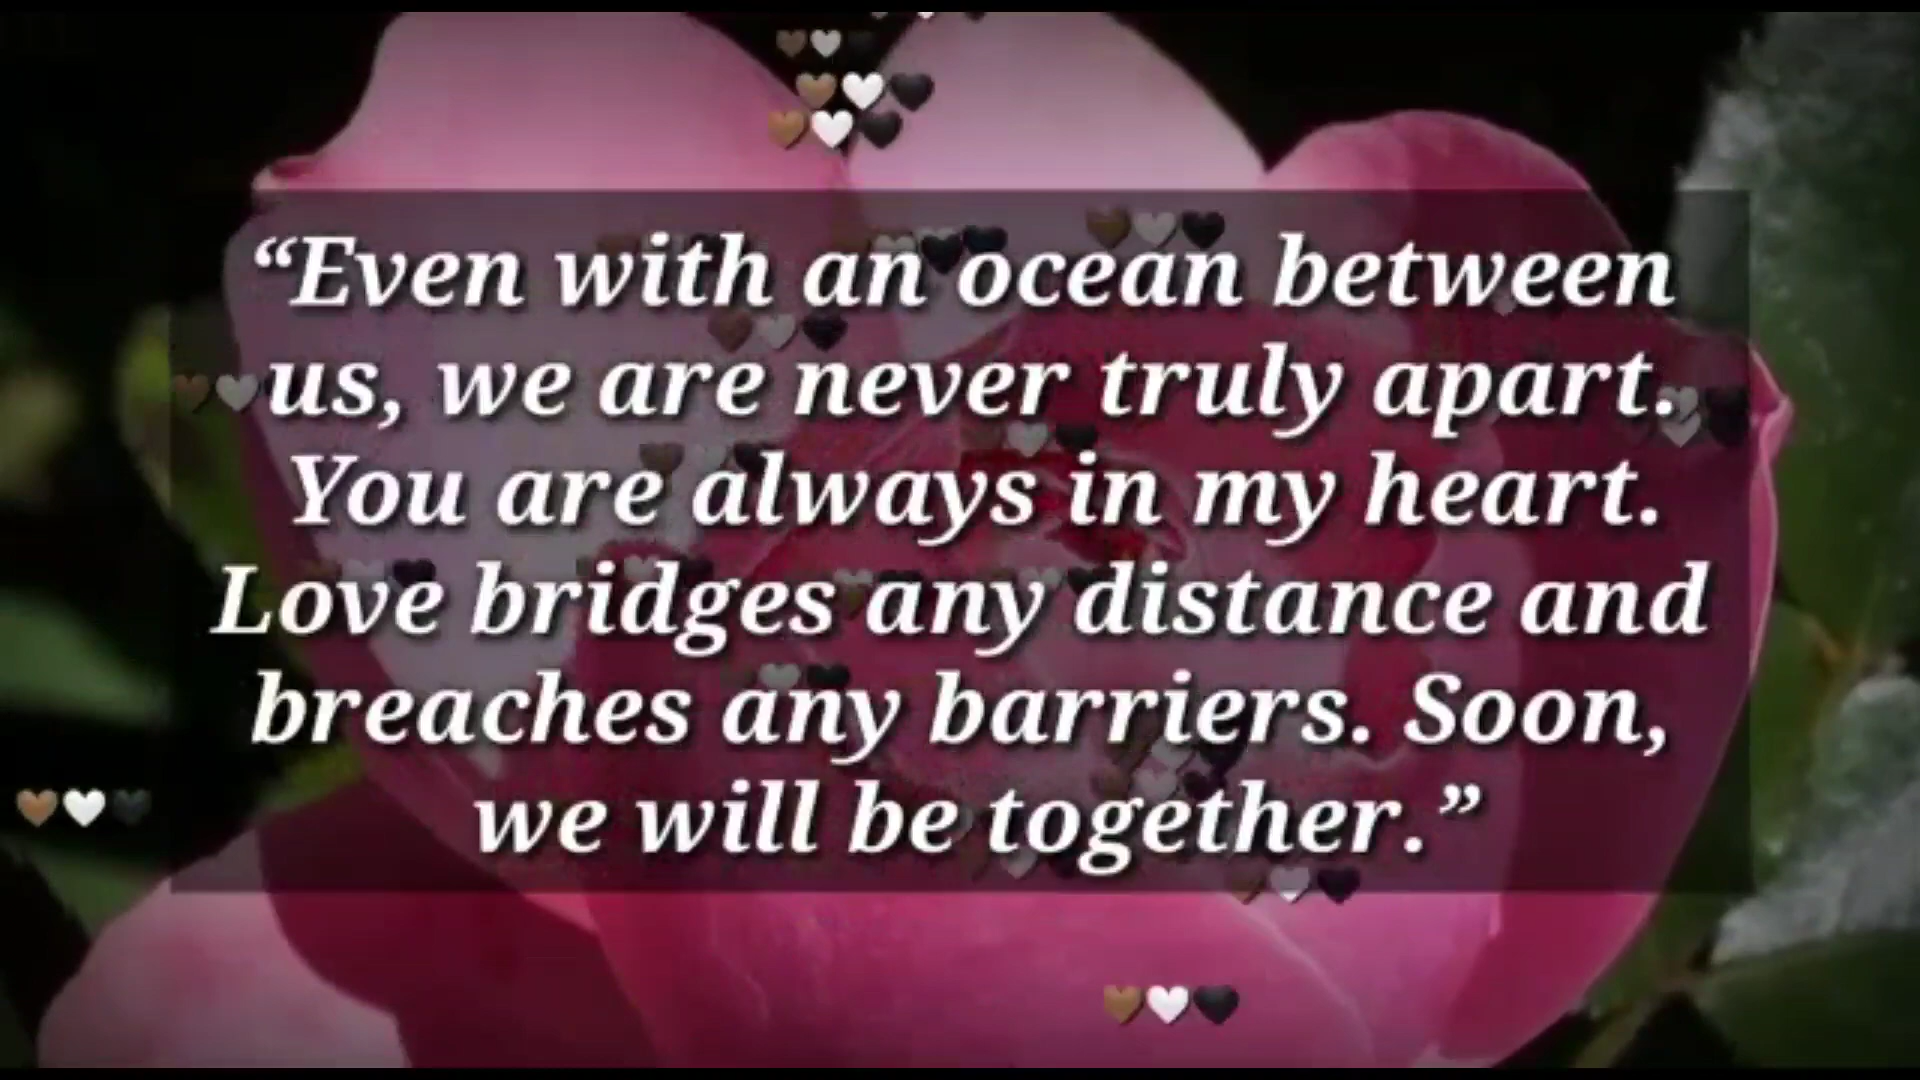 “Even with an ocean between
us, we are never truly apart.
You are always in my heart.
Love bridges any distance and
breaches any barriers. Soon,
we will be together.”